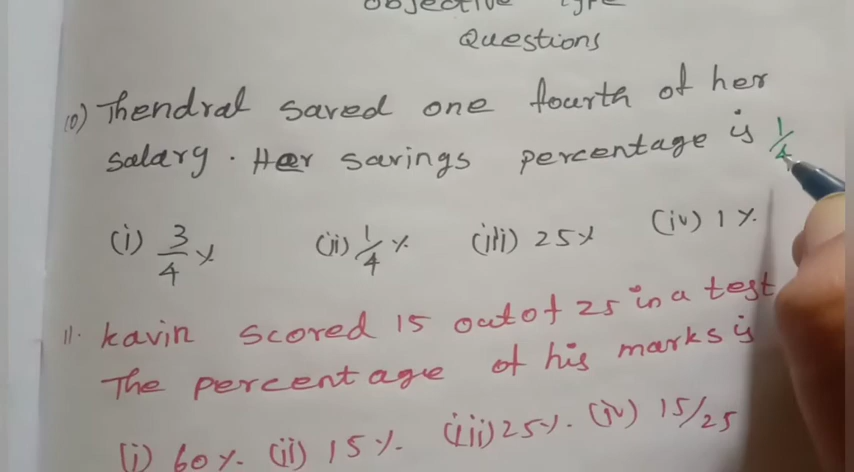 Objective Type
Questions
10) Thendral saved one fourth of her
salary. Her savings percentage is 1/4
(i) 3/4 % (ii) 1/4 % (iii) 25% (iv) 1%.
11. Kavin scored 15 out of 25 in a test
The percentage of his marks is
(i) 60%. (ii) 15%. (iii) 25%. (iv) 15/25